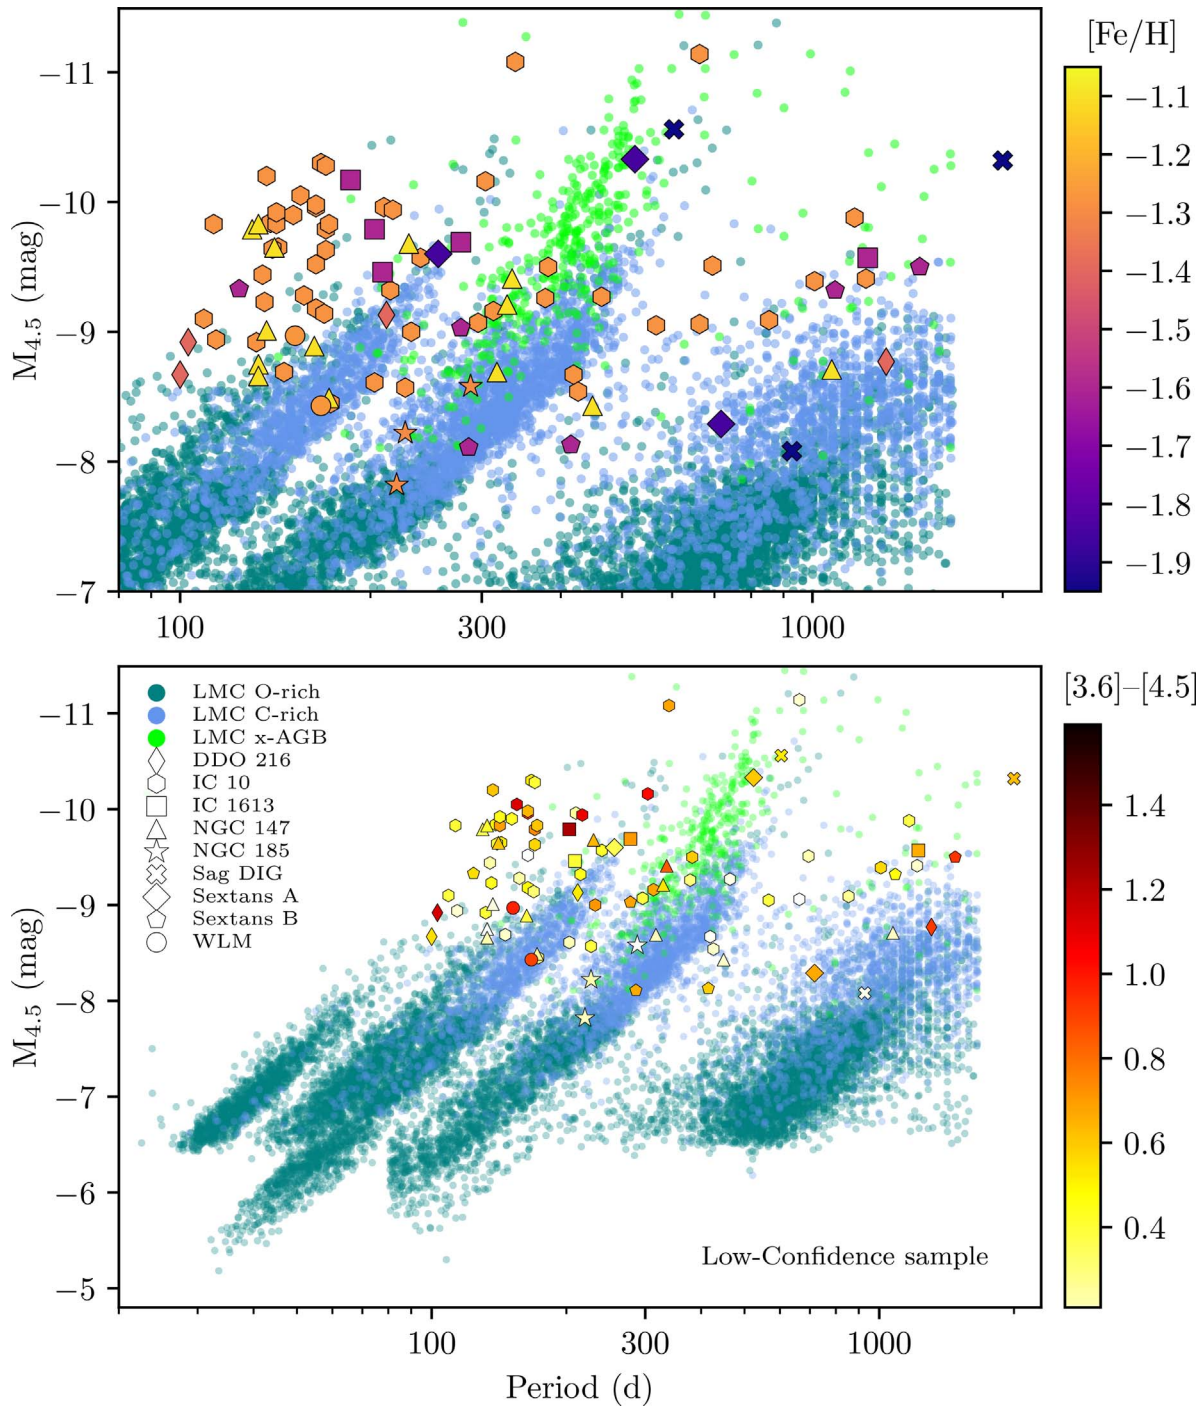 [Fe/H]
−11
−10
−9
−8
−7
M4.5 (mag)
100
300
1000
−1.1
−1.2
−1.3
−1.4
−1.5
−1.6
−1.7
−1.8
−1.9
[3.6]–[4.5]
LMC O-rich
LMC C-rich
LMC x-AGB
DDO 216
IC 10
IC 1613
NGC 147
NGC 185
Sag DIG
Sextans A
Sextans B
WLM
−11
−10
−9
−8
−7
−6
−5
M4.5 (mag)
Low-Confidence sample
100
300
1000
Period (d)
1.4
1.2
1.0
0.8
0.6
0.4